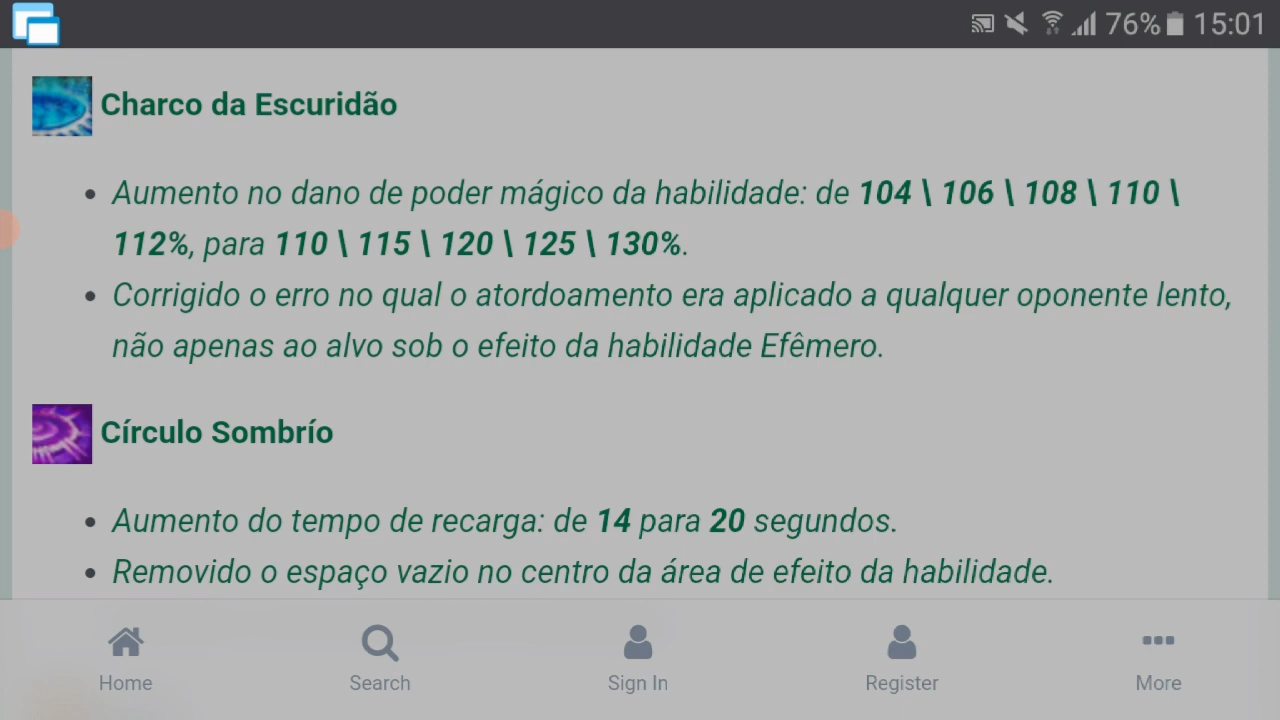 76% 15:01
Charco da Escuridão
Aumento no dano de poder mágico da habilidade: de 104 \ 106 \ 108 \ 110 \
112%, para 110 \ 115 \ 120 \ 125 \ 130%.
Corrigido o erro no qual o atordoamento era aplicado a qualquer oponente lento,
não apenas ao alvo sob o efeito da habilidade Efêmero.
Círculo Sombrío
Aumento do tempo de recarga: de 14 para 20 segundos.
Removido o espaço vazio no centro da área de efeito da habilidade.
Home Search Sign In Register More